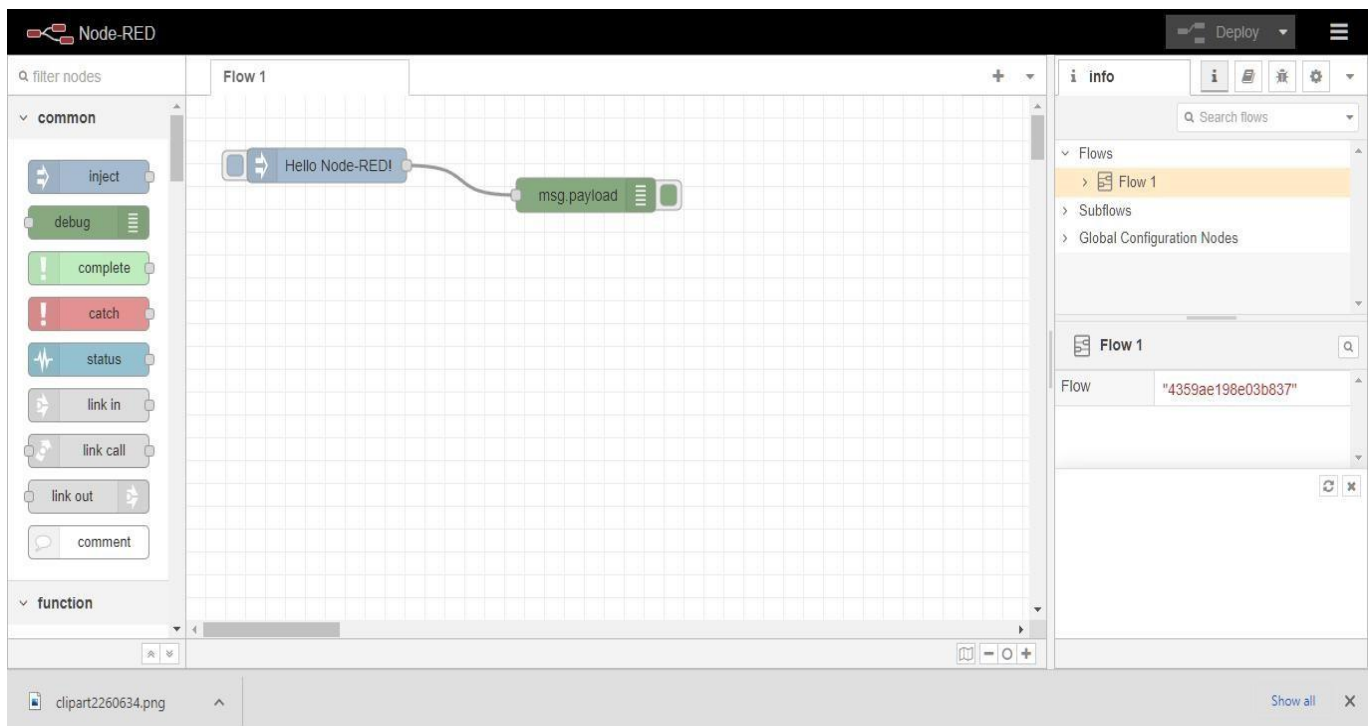 Node-RED
Deploy
filter nodes
Flow 1
i info
i
Search flows
common
inject
debug
complete
catch
status
link in
link call
link out
comment
function
Hello Node-RED!
msg.payload
Flows
Flow 1
Subflows
Global Configuration Nodes
Flow 1
Flow "4359ae198e03b837"
clipart2260634.png
Show all